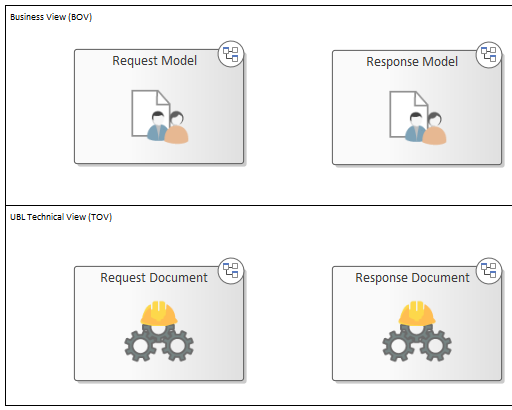 Business View (BOV)
Request Model
Response Model
UBL Technical View (TOV)
Request Document
Response Document